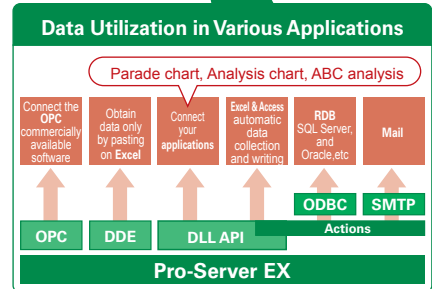 Data Utilization in Various Applications
Parade chart, Analysis chart, ABC analysis
Connect the
OPC
commercially
available
software
Obtain
data only
by pasting
on Excel
Connect
your
applications
Excel & Access
automatic
data
collection
and writing
RDB
SQL Server,
and
Oracle,etc
Mail
ODBC
SMTP
OPC
DDE
DLL API
Actions
Pro-Server EX